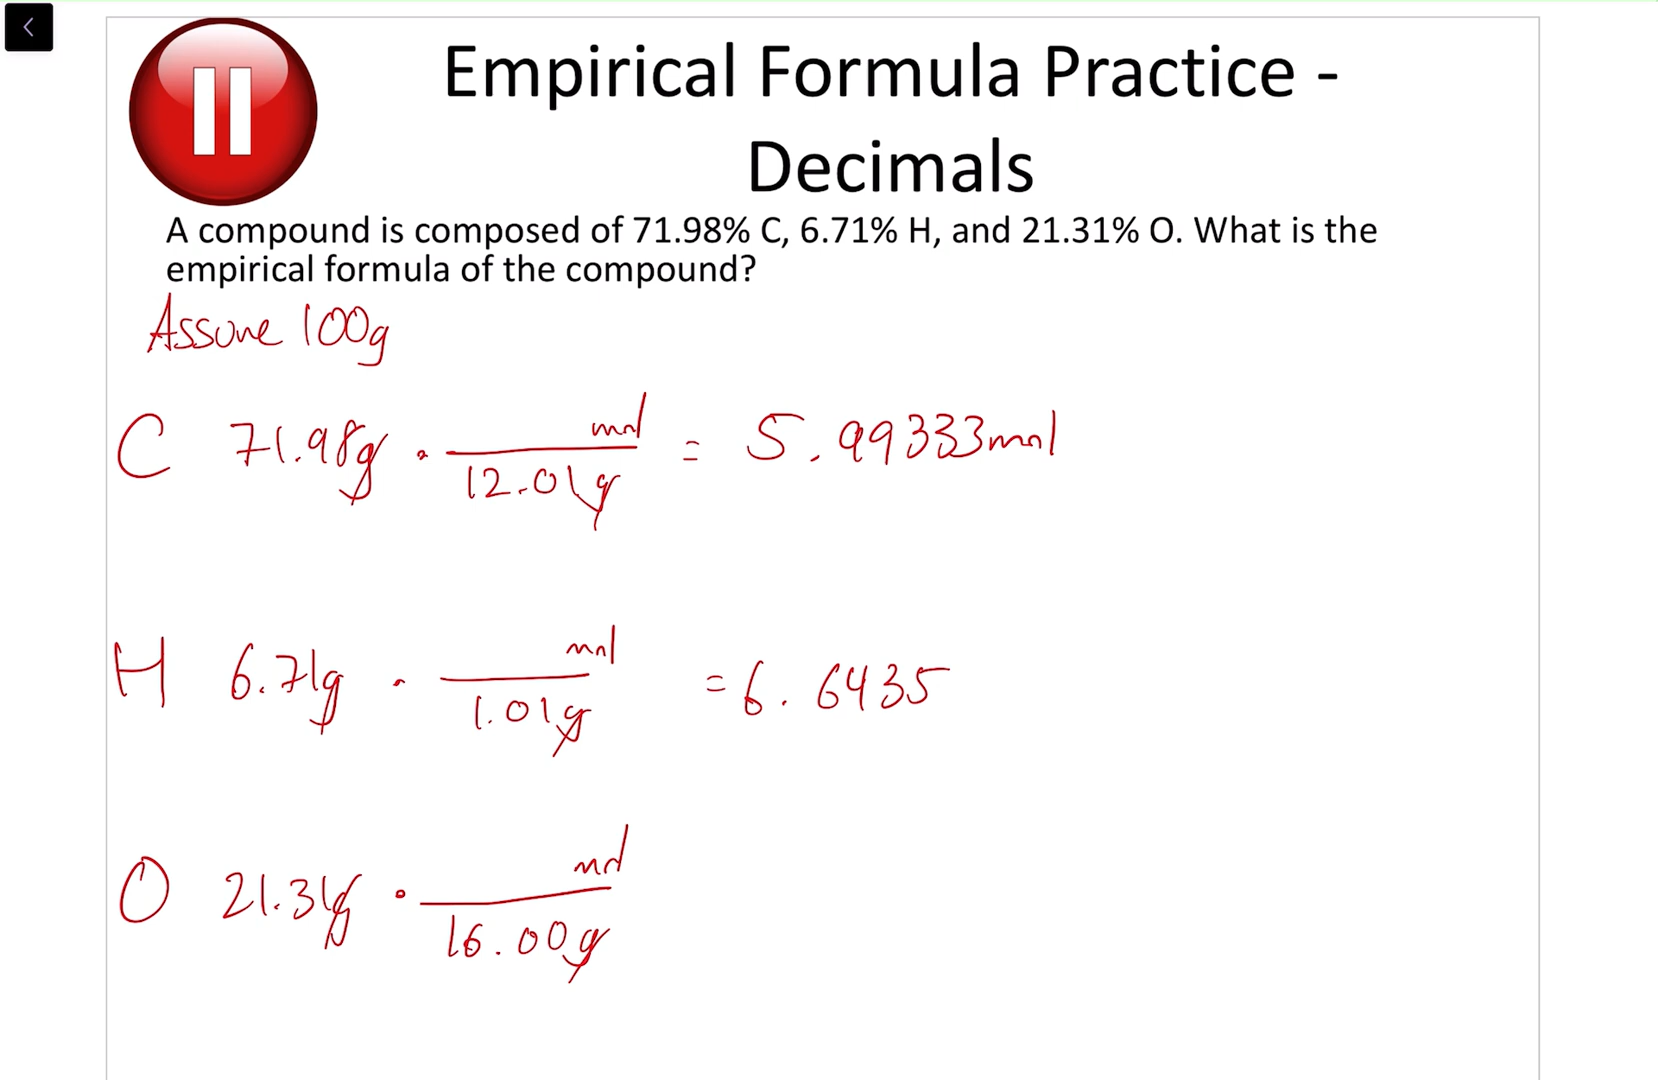 Empirical Formula Practice -
Decimals
A compound is composed of 71.98% C, 6.71% H, and 21.31% O. What is the
empirical formula of the compound?
Assume 100g
C 71.98g · mol / 12.01g = 5.99333mol
H 6.71g · mol / 1.01g = 6.6435
O 21.31g · mol / 16.00g